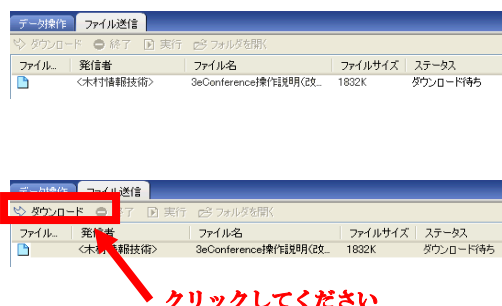 データ操作 ファイル送信
ダウンロード 終了 実行 フォルダを開く
ファイル... 発信者 ファイル名 ファイルサイズ ステータス
<木村情報技術> 3eConference操作説明(改... 1832K ダウンロード待ち
データ操作 ファイル送信
ダウンロード 終了 実行 フォルダを開く
ファイル... 発信者 ファイル名 ファイルサイズ ステータス
<木村情報技術> 3eConference操作説明(改... 1832K ダウンロード待ち
クリックしてください